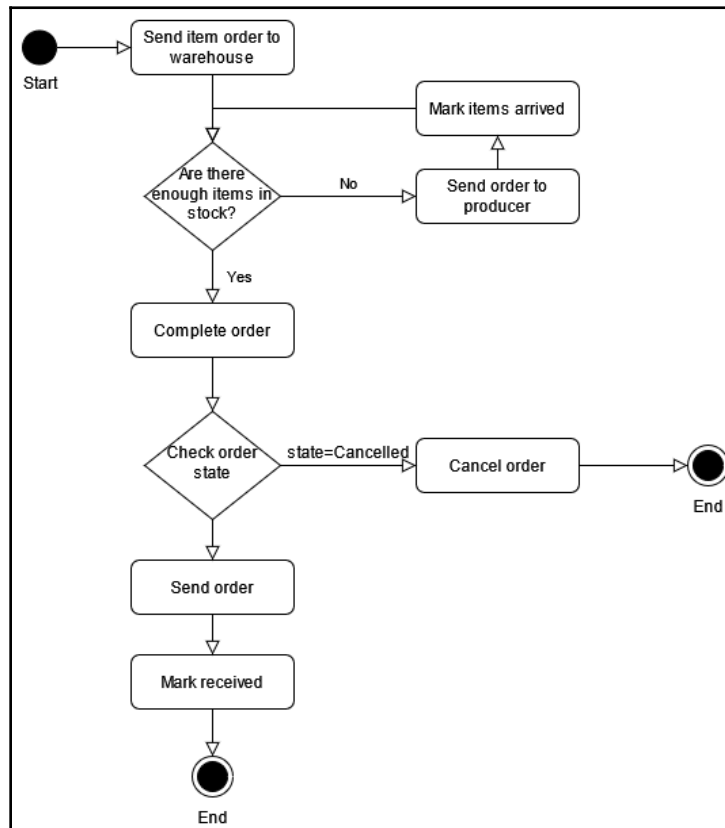 Send item order to
warehouse
Start
Mark items arrived
Are there
enough items in
stock?
No
Send order to
producer
Yes
Complete order
Check order
state
state=Cancelled
Cancel order
End
Send order
Mark received
End